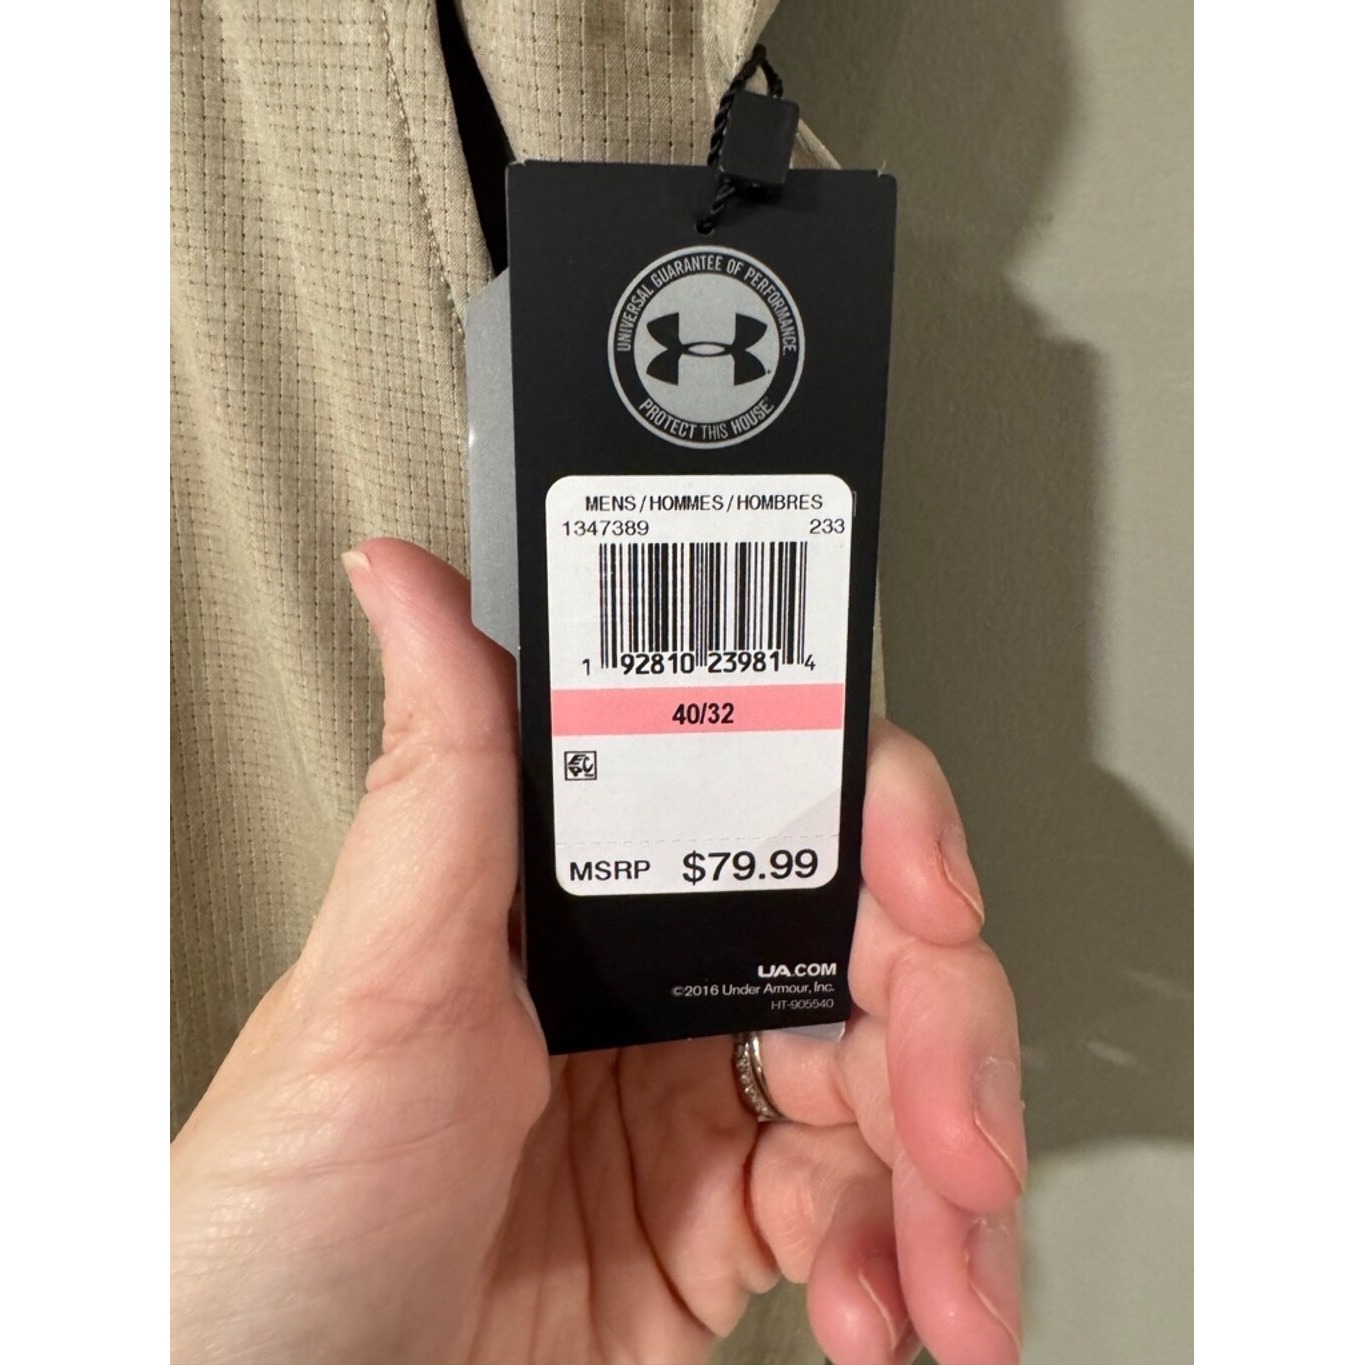 UNIVERSAL GUARANTEE OF PERFORMANCE.
PROTECT THIS HOUSE
MENS/HOMMES/HOMBRES
1347389 233
1 92810 23981 4
40/32
MSRP $79.99
UA.COM
©2016 Under Armour, Inc.
HT-905540